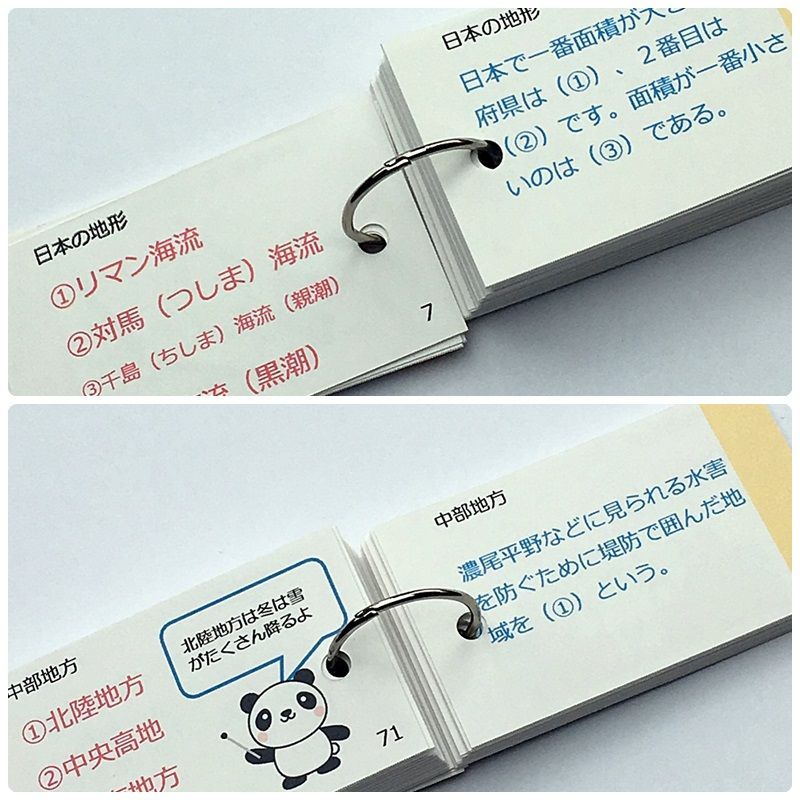 日本の地形
①リマン海流
②対馬（つしま）海流
③千島（ちしま）海流（親潮）
流（黒潮）
7
日本の地形
日本で一番面積が大き
府県は（①）、２番目は
（②）です。面積が一番小さ
いのは（③）である。
中部地方
①北陸地方
②中央高地
地方
北陸地方は冬は雪
がたくさん降るよ
71
中部地方
濃尾平野などに見られる水害
を防ぐために堤防で囲んだ地
域を（①）という。